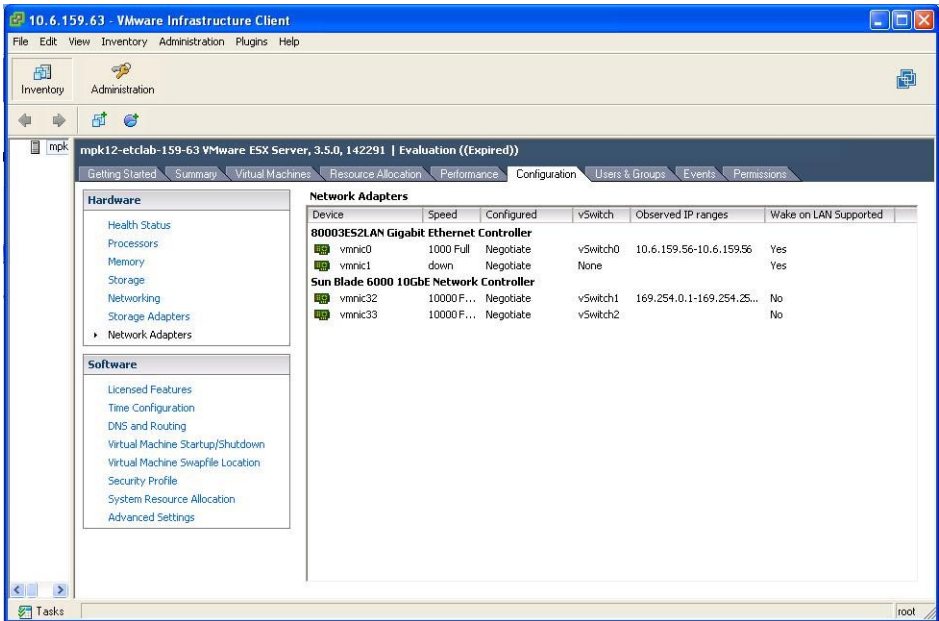 10.6.159.63 - VMware Infrastructure Client
File Edit View Inventory Administration Plugins Help
Inventory Administration
mpk
mpk12-etclab-159-63 VMware ESX Server, 3.5.0, 142291 | Evaluation ((Expired))
Getting Started Summary Virtual Machines Resource Allocation Performance Configuration Users & Groups Events Permissions
Hardware
Health Status
Processors
Memory
Storage
Networking
Storage Adapters
Network Adapters
Software
Licensed Features
Time Configuration
DNS and Routing
Virtual Machine Startup/Shutdown
Virtual Machine Swapfile Location
Security Profile
System Resource Allocation
Advanced Settings
Network Adapters
Device Speed Configured vSwitch Observed IP ranges Wake on LAN Supported
80003ES2LAN Gigabit Ethernet Controller
vmnic0 1000 Full Negotiate vSwitch0 10.6.159.56-10.6.159.56 Yes
vmnic1 down Negotiate None Yes
Sun Blade 6000 10GbE Network Controller
vmnic32 10000 F... Negotiate vSwitch1 169.254.0.1-169.254.25... No
vmnic33 10000 F... Negotiate vSwitch2 No
Tasks
root